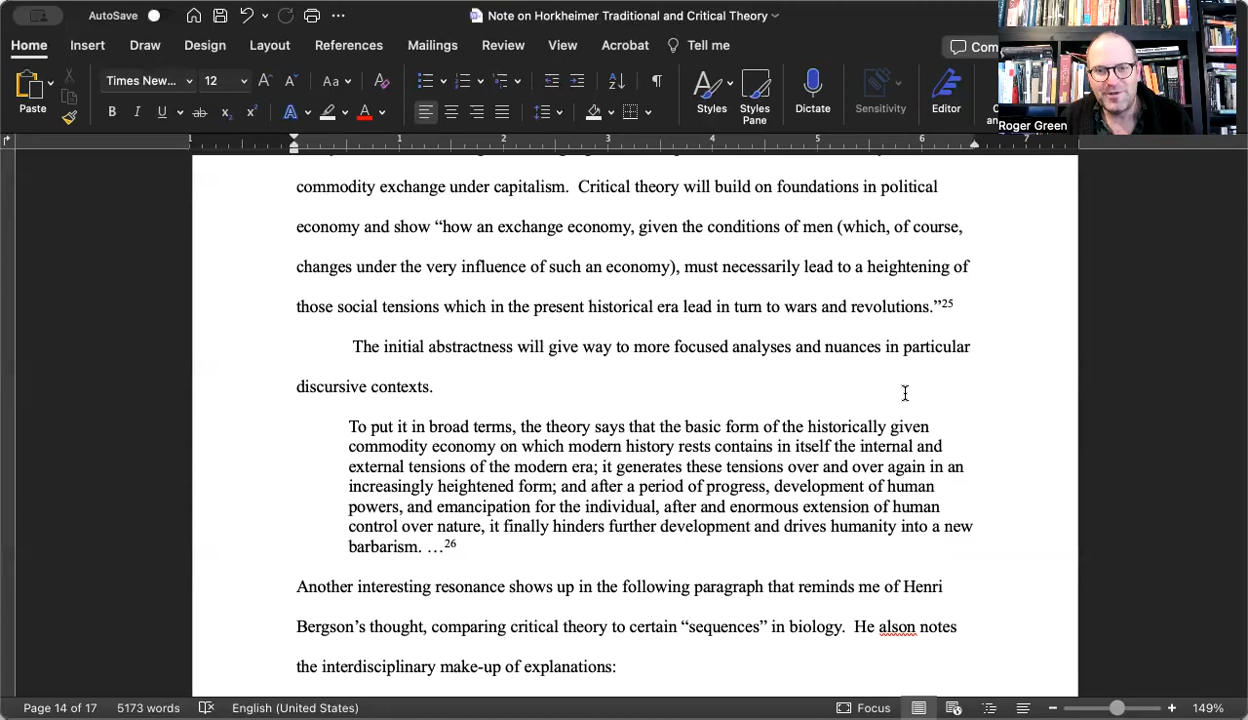 AutoSave
Note on Horkheimer Traditional and Critical Theory
Home Insert Draw Design Layout References Mailings Review View Acrobat Tell me
Times New... 12
Paste
Styles
Styles Pane
Dictate
Sensitivity
Editor
Roger Green
1 1 2 3 4 5 6 7
commodity exchange under capitalism. Critical theory will build on foundations in political
economy and show “how an exchange economy, given the conditions of men (which, of course,
changes under the very influence of such an economy), must necessarily lead to a heightening of
those social tensions which in the present historical era lead in turn to wars and revolutions.”25
The initial abstractness will give way to more focused analyses and nuances in particular
discursive contexts.
To put it in broad terms, the theory says that the basic form of the historically given
commodity economy on which modern history rests contains in itself the internal and
external tensions of the modern era; it generates these tensions over and over again in an
increasingly heightened form; and after a period of progress, development of human
powers, and emancipation for the individual, after and enormous extension of human
control over nature, it finally hinders further development and drives humanity into a new
barbarism. …26
Another interesting resonance shows up in the following paragraph that reminds me of Henri
Bergson’s thought, comparing critical theory to certain “sequences” in biology. He alson notes
the interdisciplinary make-up of explanations:
Page 14 of 17 5173 words English (United States) Focus 149%